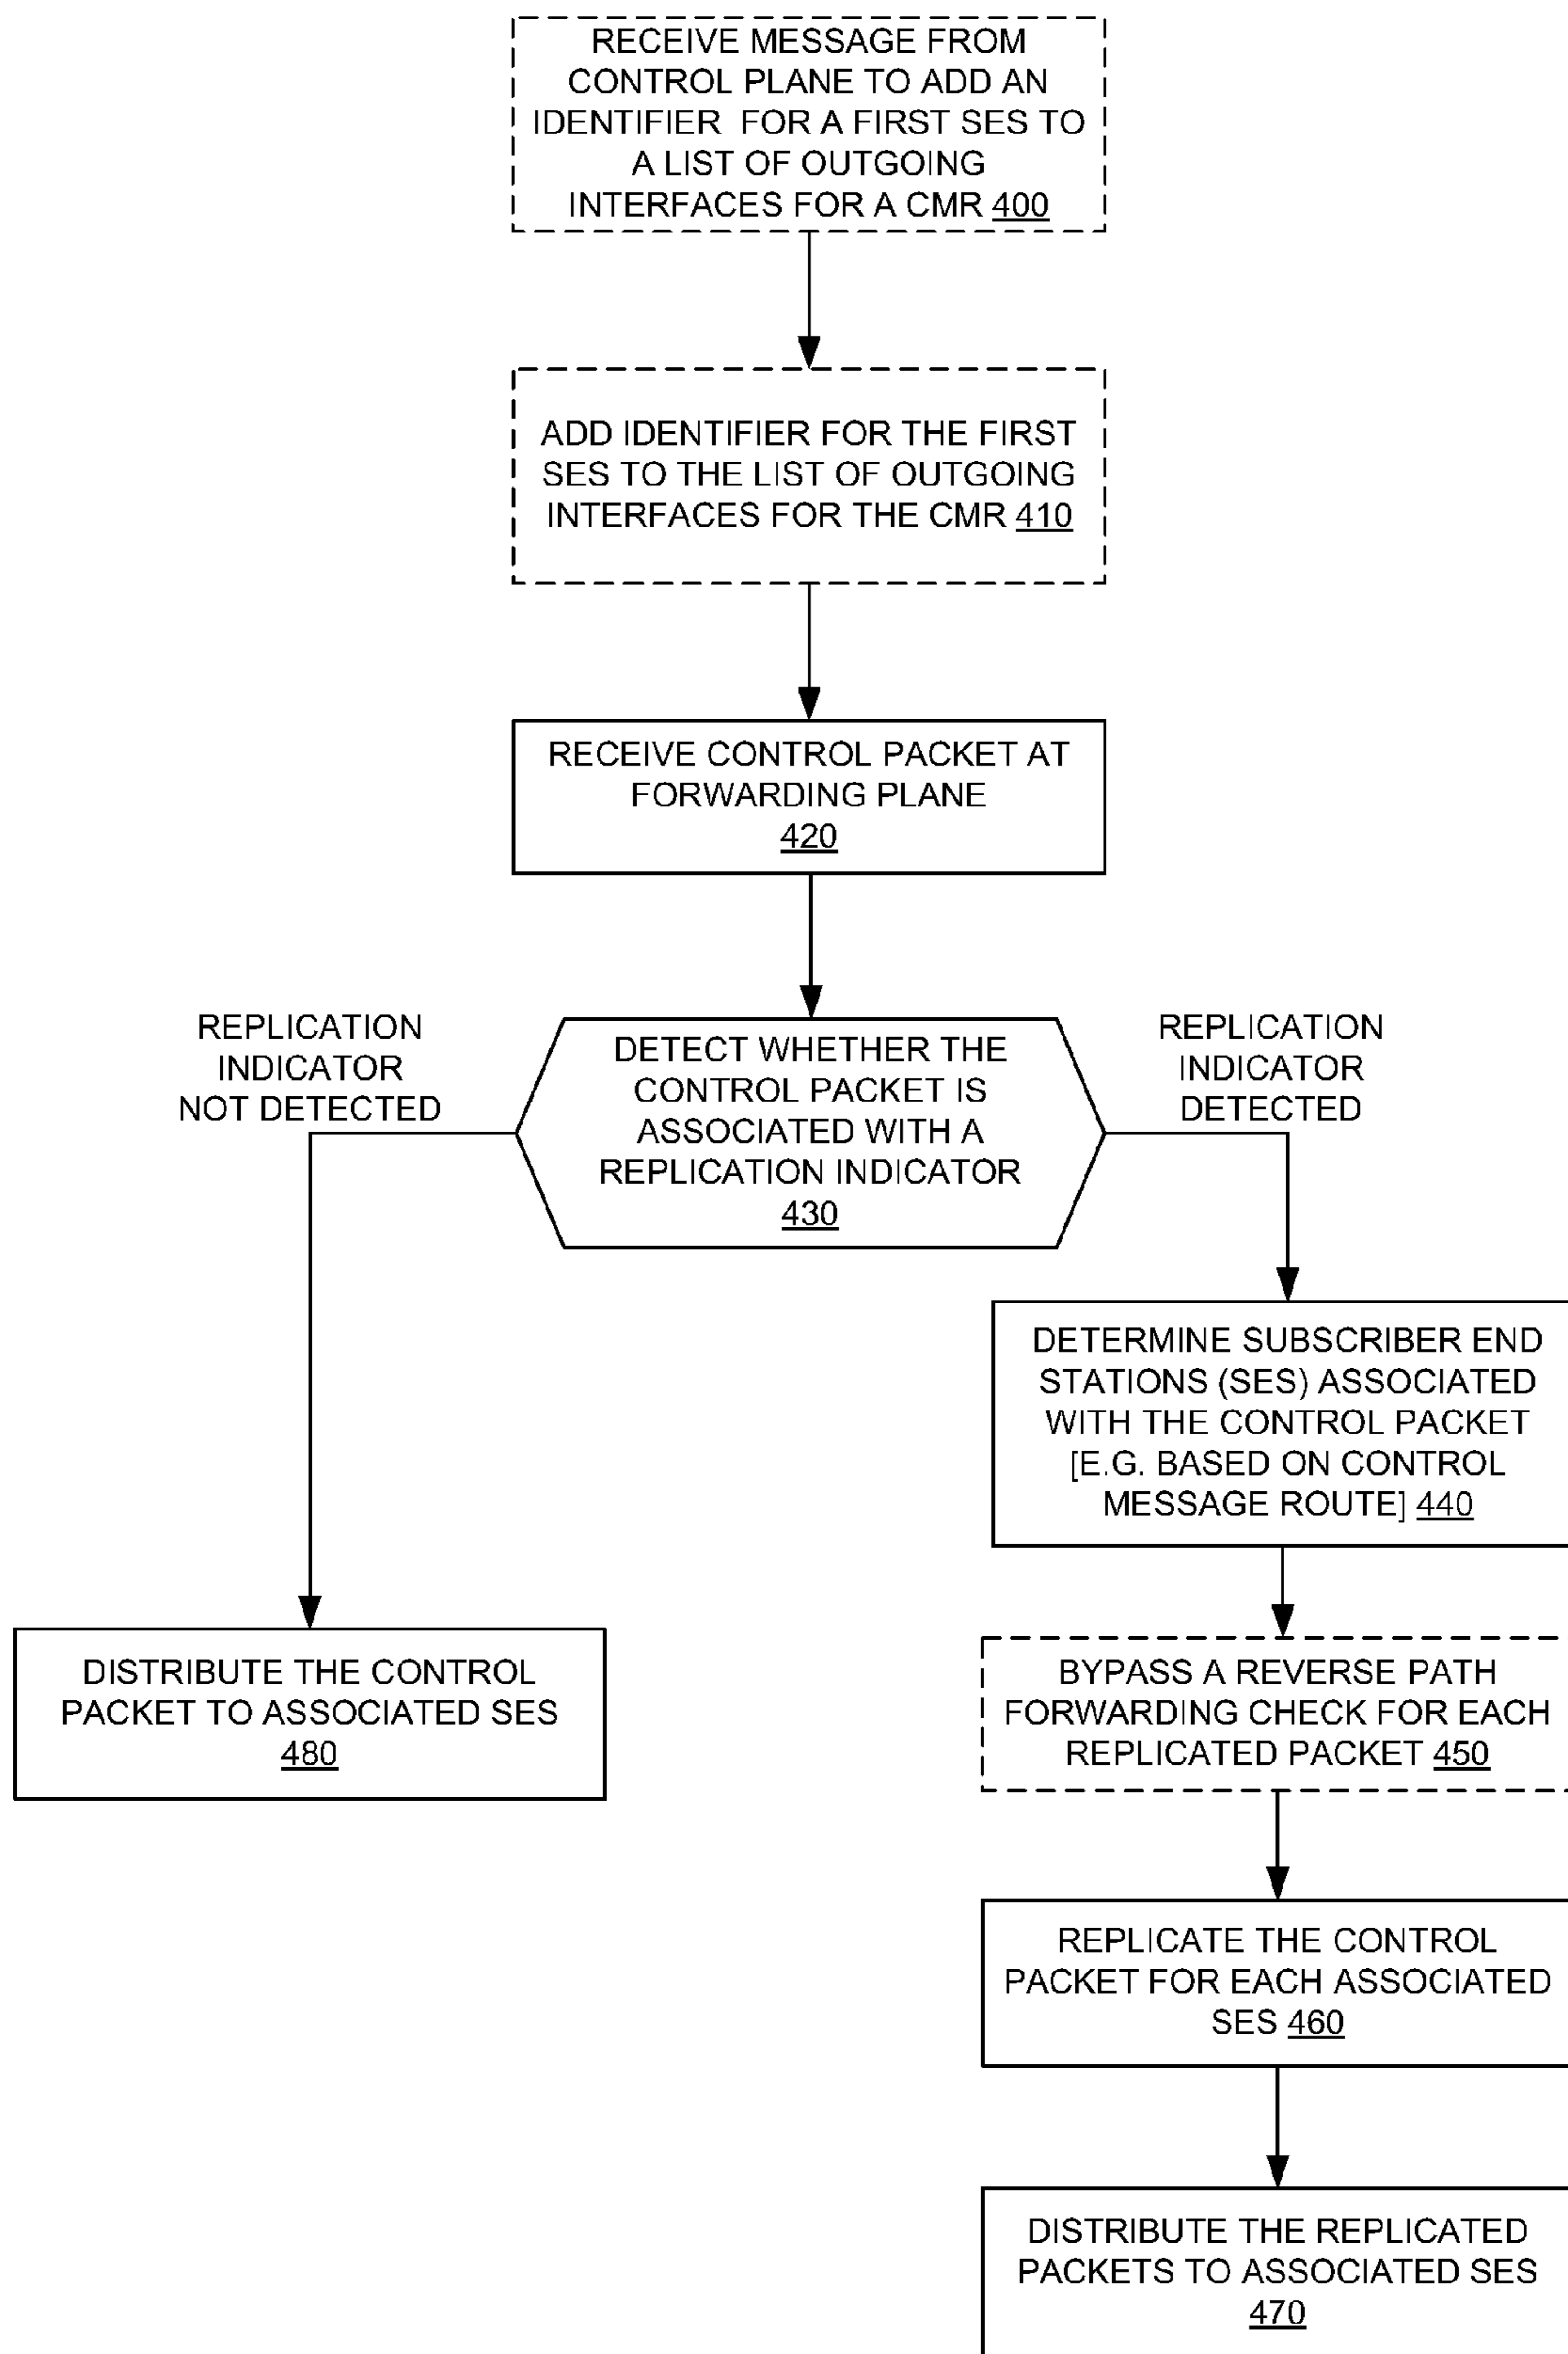 RECEIVE MESSAGE FROM
CONTROL PLANE TO ADD AN
IDENTIFIER FOR A FIRST SES TO
A LIST OF OUTGOING
INTERFACES FOR A CMR 400
ADD IDENTIFIER FOR THE FIRST
SES TO THE LIST OF OUTGOING
INTERFACES FOR THE CMR 410
RECEIVE CONTROL PACKET AT
FORWARDING PLANE
420
REPLICATION
INDICATOR
NOT DETECTED
DETECT WHETHER THE
CONTROL PACKET IS
ASSOCIATED WITH A
REPLICATION INDICATOR
430
REPLICATION
INDICATOR
DETECTED
DETERMINE SUBSCRIBER END
STATIONS (SES) ASSOCIATED
WITH THE CONTROL PACKET
[E.G. BASED ON CONTROL
MESSAGE ROUTE] 440
DISTRIBUTE THE CONTROL
PACKET TO ASSOCIATED SES
480
BYPASS A REVERSE PATH
FORWARDING CHECK FOR EACH
REPLICATED PACKET 450
REPLICATE THE CONTROL
PACKET FOR EACH ASSOCIATED
SES 460
DISTRIBUTE THE REPLICATED
PACKETS TO ASSOCIATED SES
470